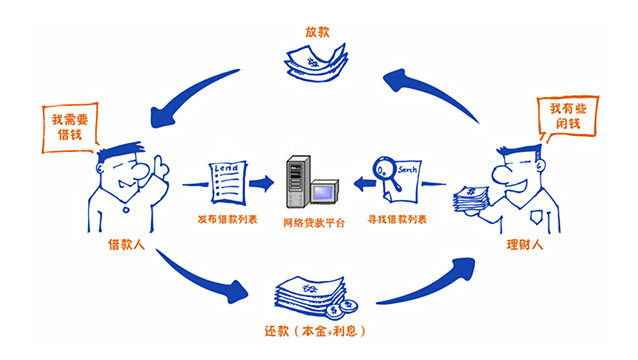 放款
我需要
借钱
我有些
闲钱
Lend
Serch
发布借款列表
网络贷款平台
寻找借款列表
借款人
理财人
还款（本金+利息）